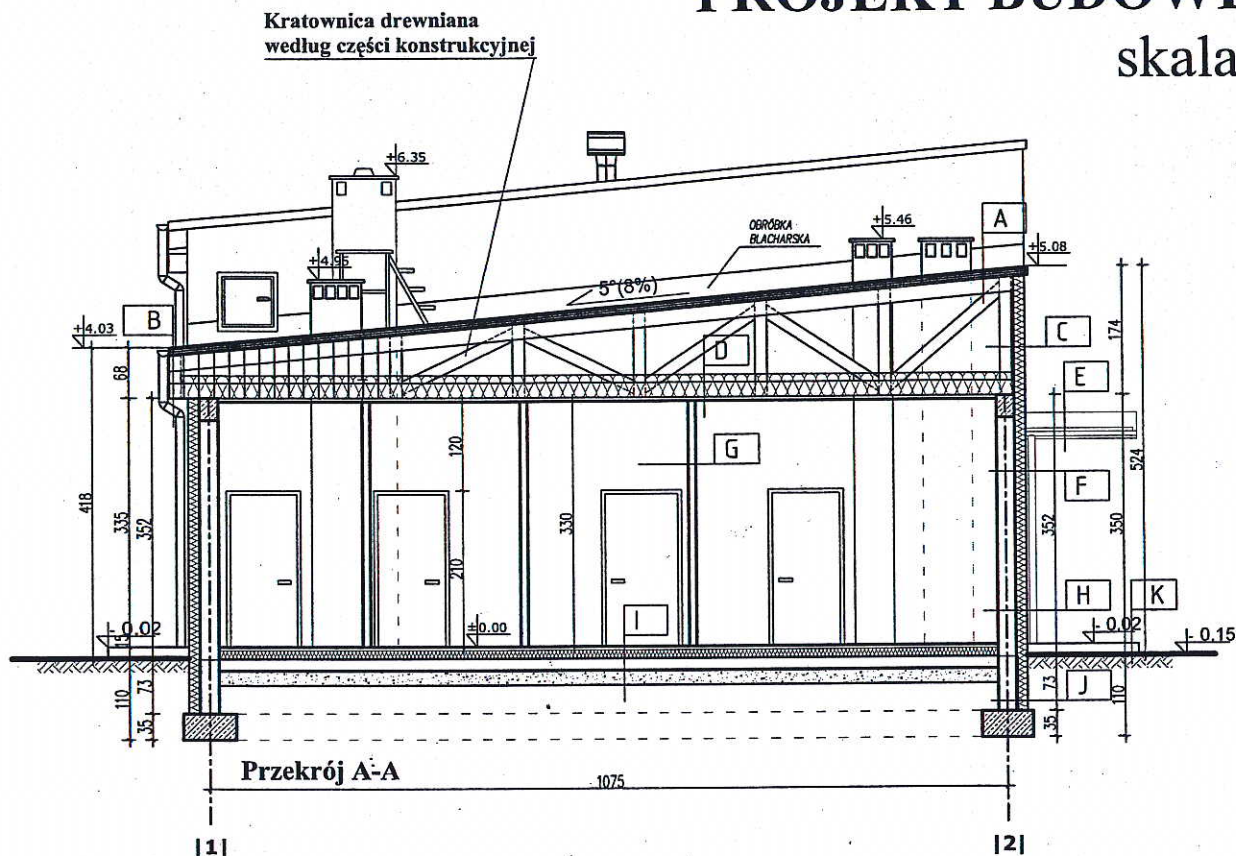 Kratownica drewniana
według części konstrukcyjnej
skala
+6.35
OBRÓBKA
BLACHARSKA
+5.46
A
+4.95
+5.08
5°(8%)
B
+4.03
C
D
E
68
174
120
G
524
F
418
335
352
330
352
350
210
I
H
K
- 0.02
15
±0.00
- 0.02
- 0.15
110
73
J
73
110
35
35
Przekrój A-A
1075
|1|
|2|